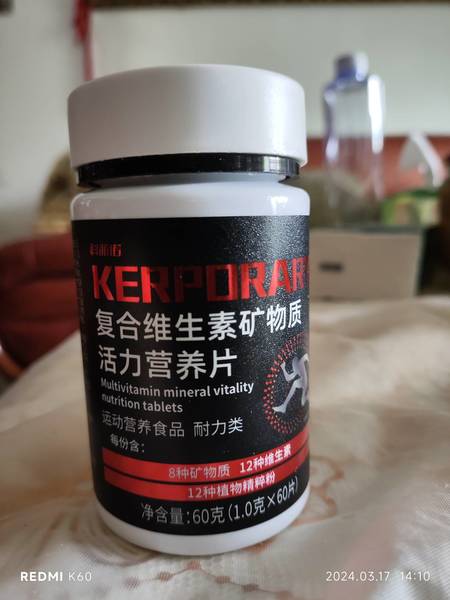 科那诺
KERPORAR
复合维生素矿物质
活力营养片
Multivitamin mineral vitality
nutrition tablets
运动营养食品 耐力类
每份含:
8种矿物质 12种维生素
12种植物精粹粉
净含量:60克(1.0克×60片)
REDMI K60
2024.03.17 14:10